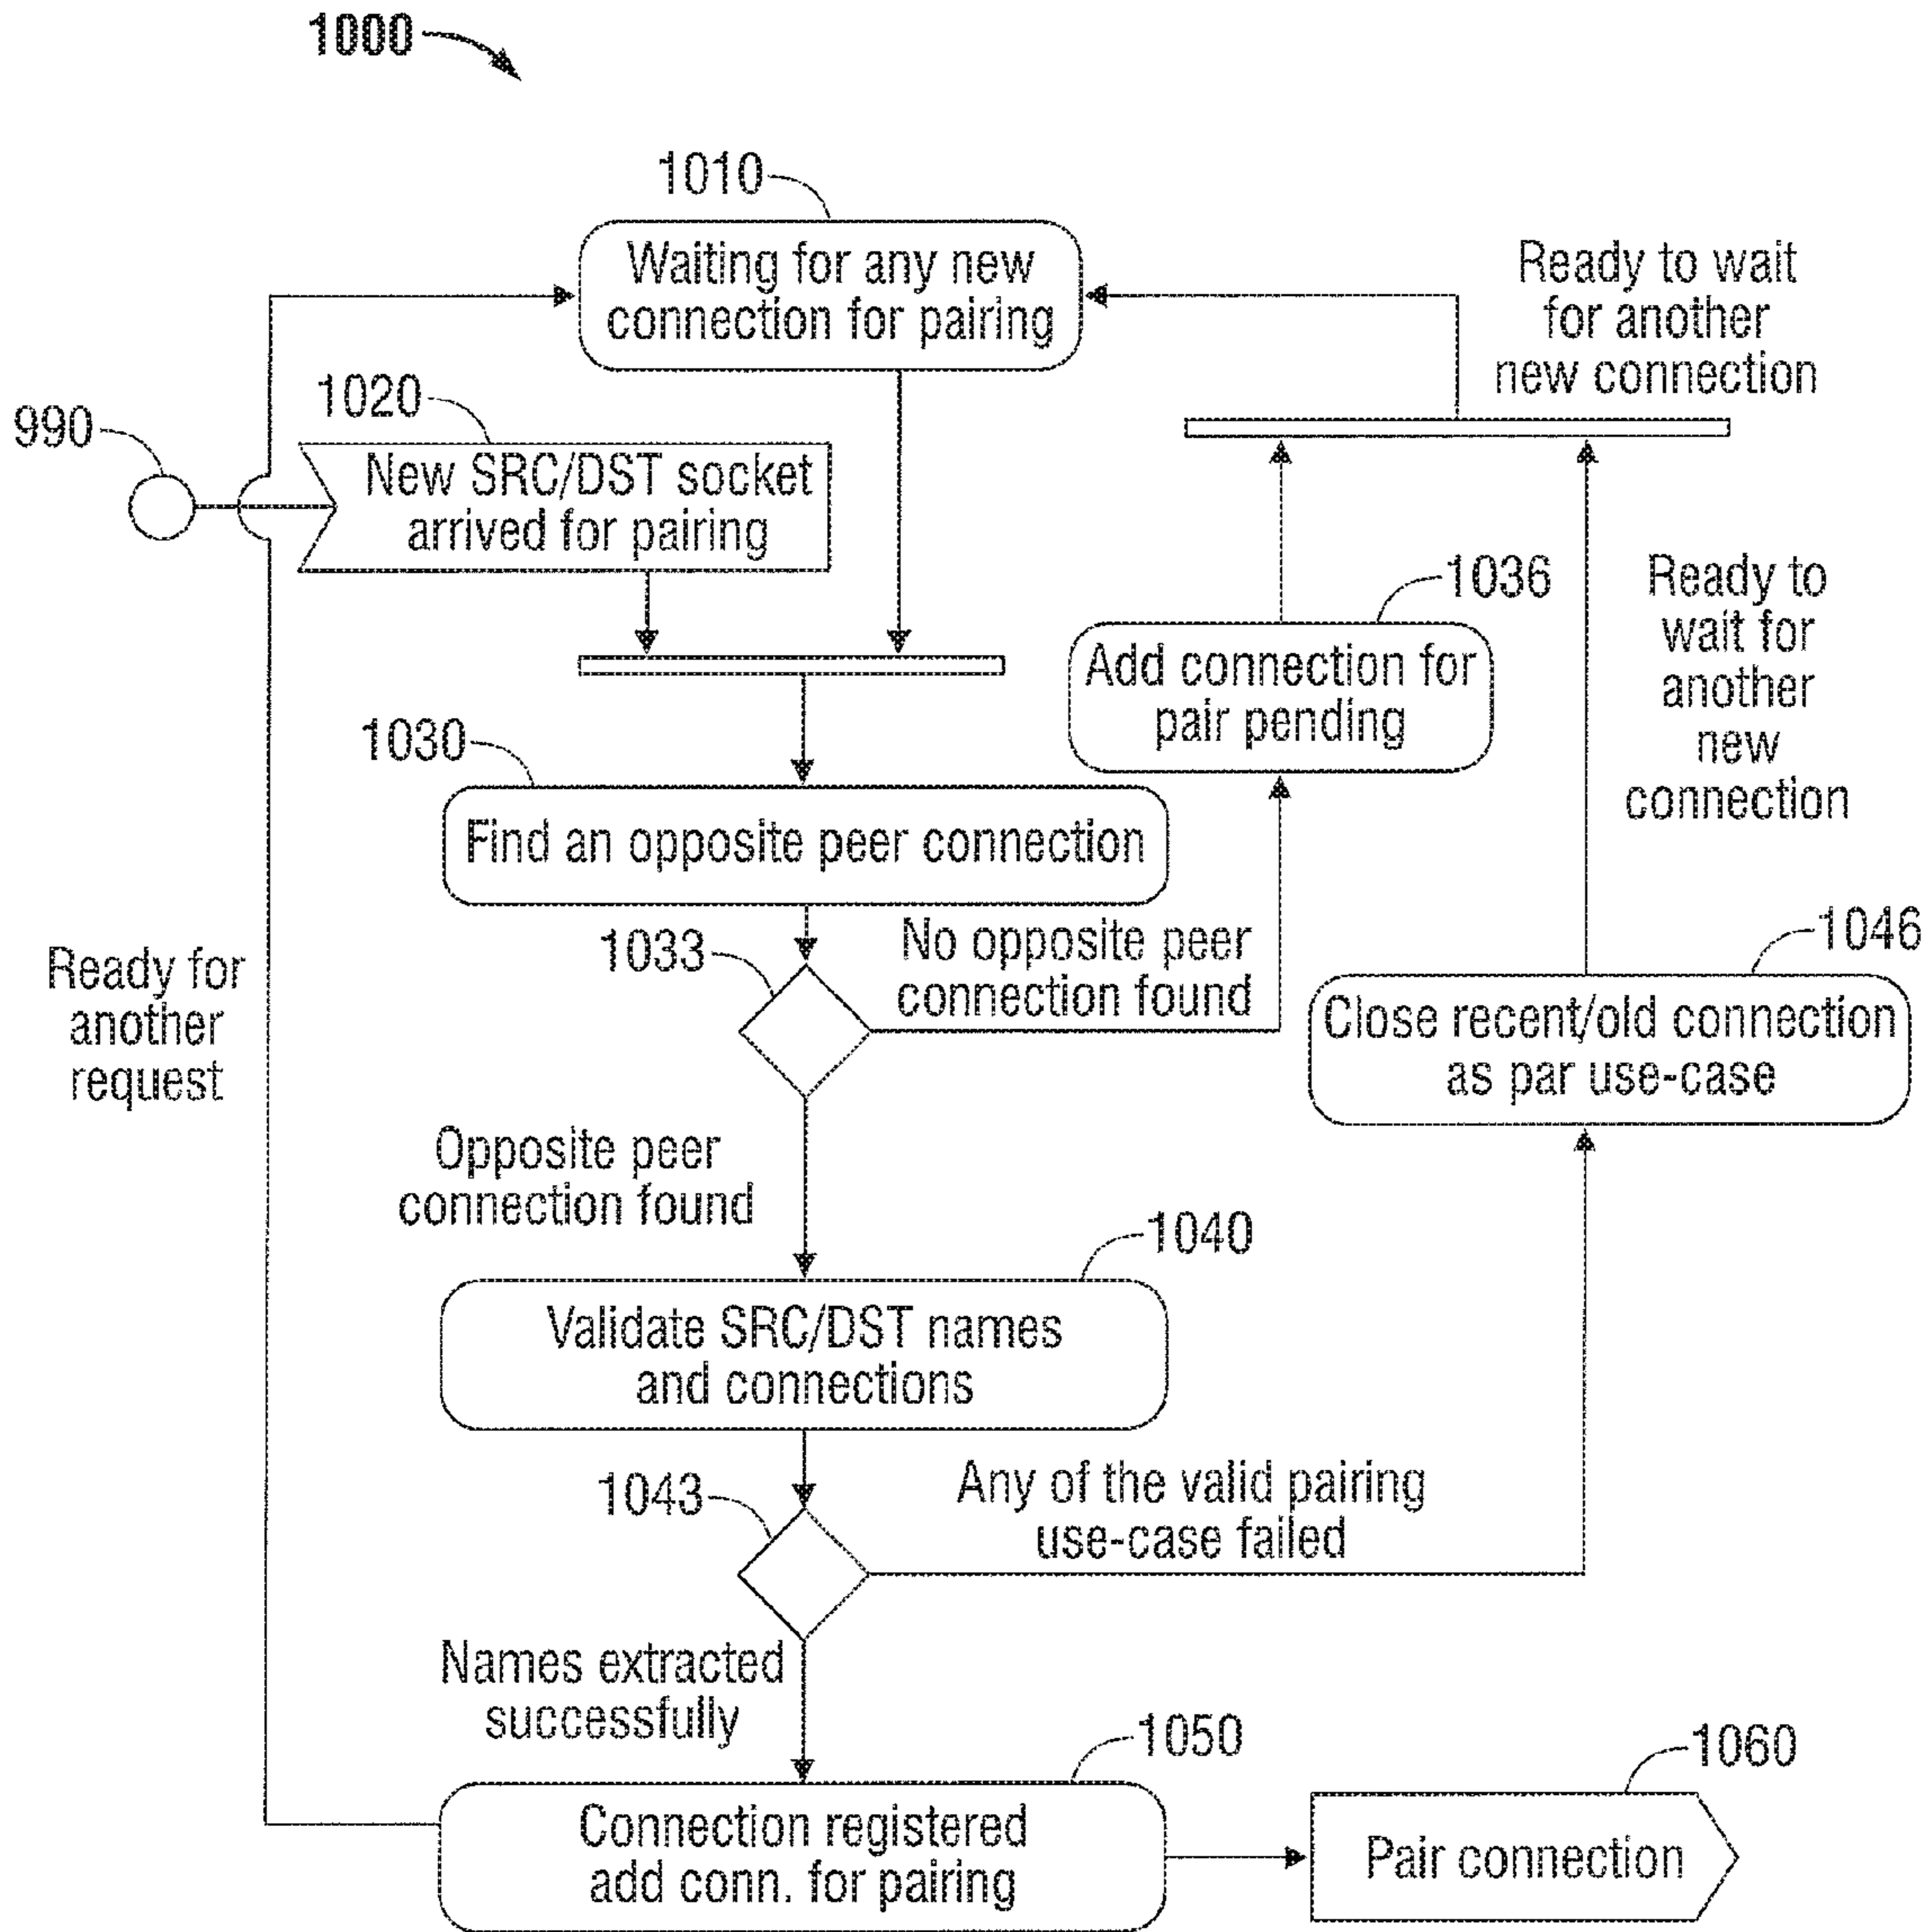 1000
1010
Waiting for any new
connection for pairing
Ready to wait
for another
new connection
990
1020
New SRC/DST socket
arrived for pairing
1036
Add connection for
pair pending
Ready to
wait for
another
new
connection
1030
Find an opposite peer connection
1033
No opposite peer
connection found
1046
Close recent/old connection
as par use-case
Ready for
another
request
Opposite peer
connection found
1040
Validate SRC/DST names
and connections
1043
Any of the valid pairing
use-case failed
Names extracted
successfully
1050
Connection registered
add conn. for pairing
1060
Pair connection